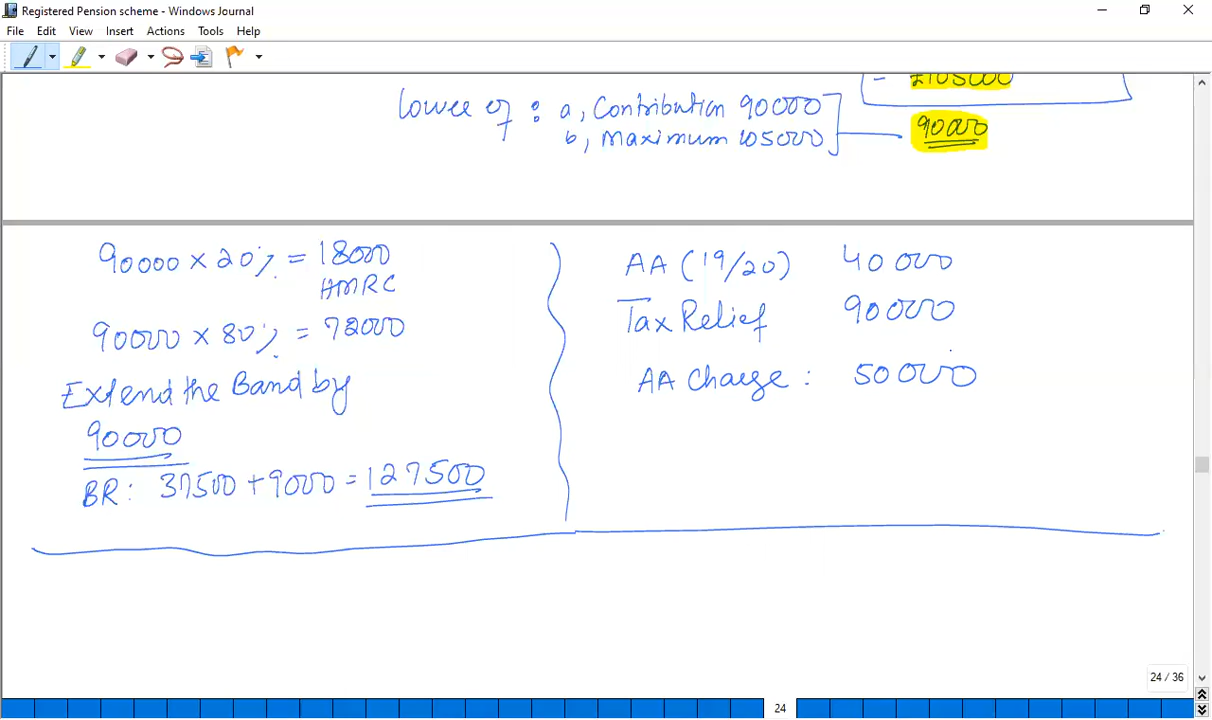 Registered Pension scheme - Windows Journal
File Edit View Insert Actions Tools Help
- £105000
Lower of : a, Contribution 90000
b, Maximum 105000
90000
90000 × 20% = 18000
HMRC
90000 × 80% = 72000
Extend the Band by
90000
BR: 37500 + 9000 = 127500
AA (19/20) 40000
Tax Relief 90000
AA Charge : 50000
24 / 36
24